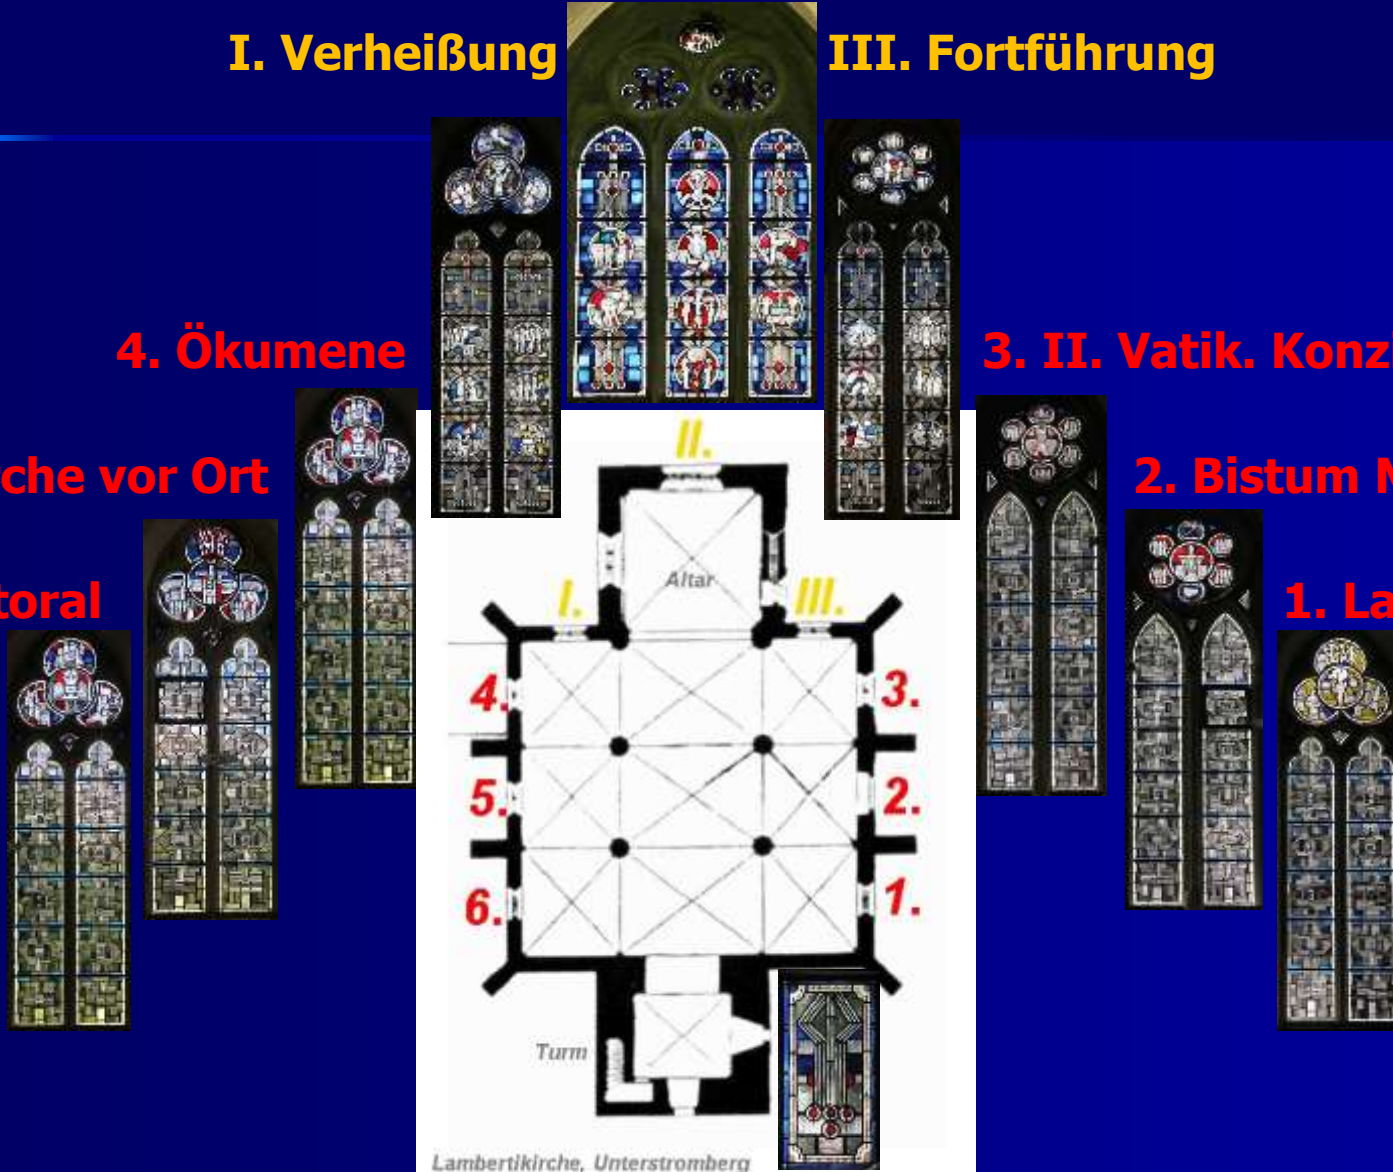 I. Verheißung
III. Fortführung
4. Ökumene
3. II. Vatik. Konz
che vor Ort
2. Bistum
toral
1. La
II.
Altar
I.
III.
4.
3.
5.
2.
6.
1.
Turm
Lambertikirche, Unterstromberg